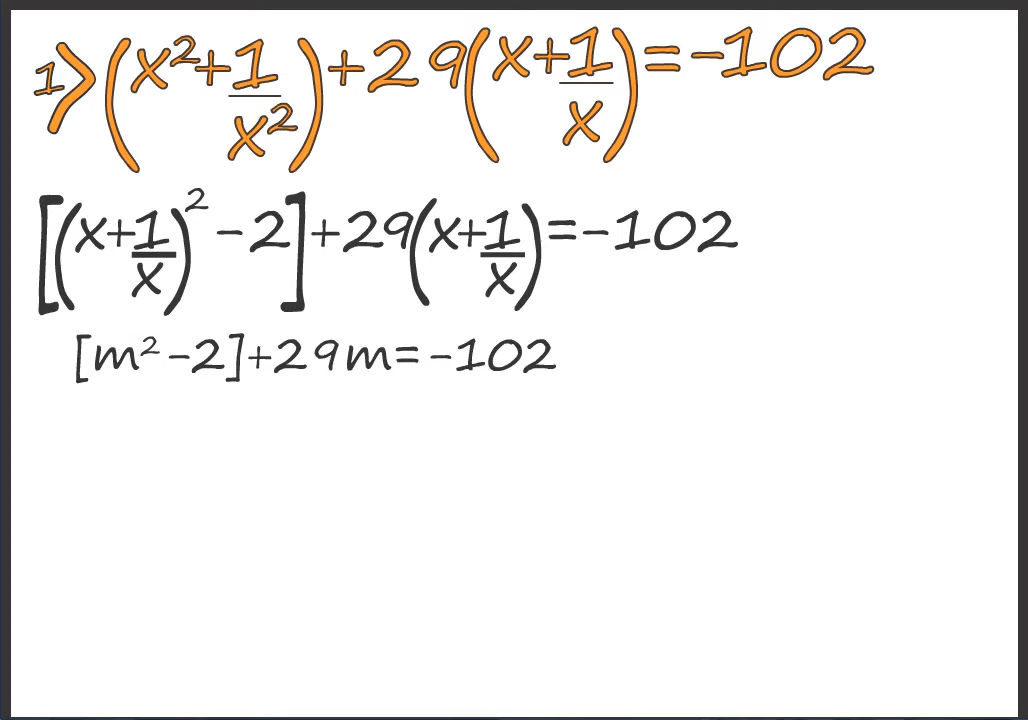 1> (x²+1/x²)+29(x+1/x)=-102
[(x+1/x)²-2]+29(x+1/x)=-102
[m²-2]+29m=-102